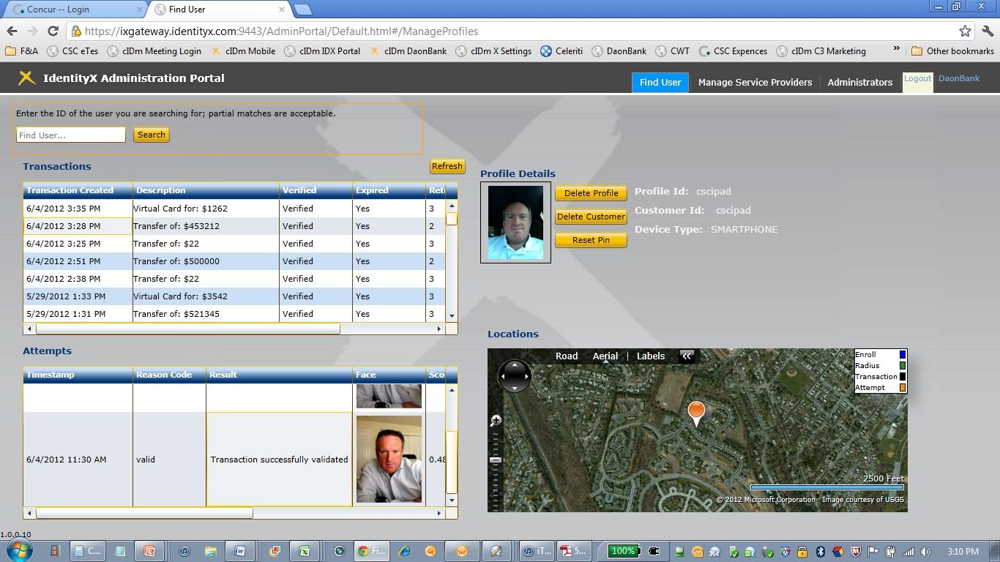 Concur -- Login
Find User
https://ixgateway.identityx.com:9443/AdminPortal/Default.html#/ManageProfiles
F&A CSC eTes cIDm Meeting Login cIDm Mobile cIDm IDX Portal cIDm DaonBank cIDm X Settings Celeriti DaonBank CWT CSC Expences cIDm C3 Marketing » Other bookmarks
IdentityX Administration Portal
Find User Manage Service Providers Administrators Logout DaonBank
Enter the ID of the user you are searching for; partial matches are acceptable.
Find User... Search
Transactions Refresh
Transaction Created Description Verified Expired Retr
6/4/2012 3:35 PM Virtual Card for: $1262 Verified Yes 3
6/4/2012 3:28 PM Transfer of: $453212 Verified Yes 2
6/4/2012 3:25 PM Transfer of: $22 Verified Yes 3
6/4/2012 2:51 PM Transfer of: $500000 Verified Yes 2
6/4/2012 2:38 PM Transfer of: $22 Verified Yes 3
5/29/2012 1:33 PM Virtual Card for: $3542 Verified Yes 3
5/29/2012 1:31 PM Transfer of: $521345 Verified Yes 3
Profile Details
Delete Profile
Delete Customer
Reset Pin
Profile Id: cscipad
Customer Id: cscipad
Device Type: SMARTPHONE
Attempts
Timestamp Reason Code Result Face Sco
6/4/2012 11:30 AM valid Transaction successfully validated 0.48
Locations
Road Aerial | Labels «
Enroll
Radius
Transaction
Attempt
2500 Feet
© 2012 Microsoft Corporation Image courtesy of USGS
1.0.0.10
C... Fi... iT... 5... 100% 3:10 PM